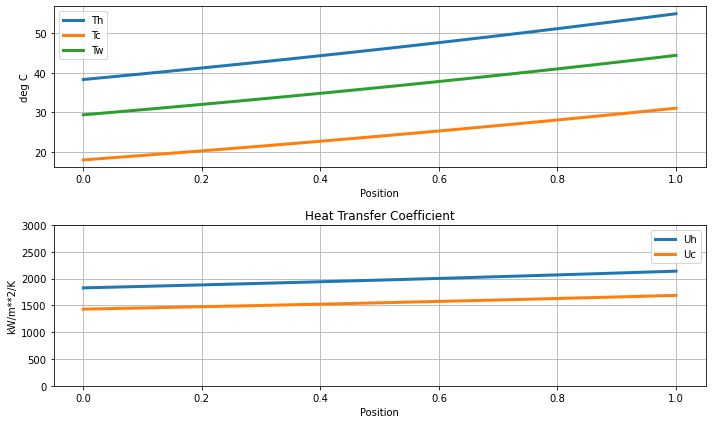 Th
Tc
Tw
50
40
30
20
deg C
0.0 0.2 0.4 0.6 0.8 1.0
Position
Heat Transfer Coefficient
Uh
Uc
3000
2500
2000
1500
1000
500
0
kW/m**2/K
0.0 0.2 0.4 0.6 0.8 1.0
Position